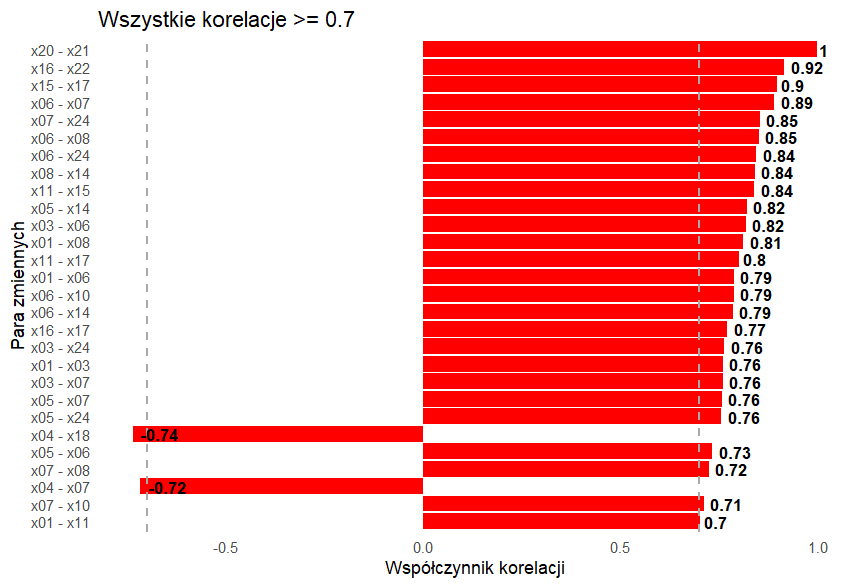 Wszystkie korelacje >= 0.7
Para zmiennych
x20 - x21 1
x16 - x22 0.92
x15 - x17 0.9
x06 - x07 0.89
x07 - x24 0.85
x06 - x08 0.85
x06 - x24 0.84
x08 - x14 0.84
x11 - x15 0.84
x05 - x14 0.82
x03 - x06 0.82
x01 - x08 0.81
x11 - x17 0.8
x01 - x06 0.79
x06 - x10 0.79
x06 - x14 0.79
x16 - x17 0.77
x03 - x24 0.76
x01 - x03 0.76
x03 - x07 0.76
x05 - x07 0.76
x05 - x24 0.76
x04 - x18 -0.74
x05 - x06 0.73
x07 - x08 0.72
x04 - x07 -0.72
x07 - x10 0.71
x01 - x11 0.7
-0.5 0.0 0.5 1.0
Współczynnik korelacji